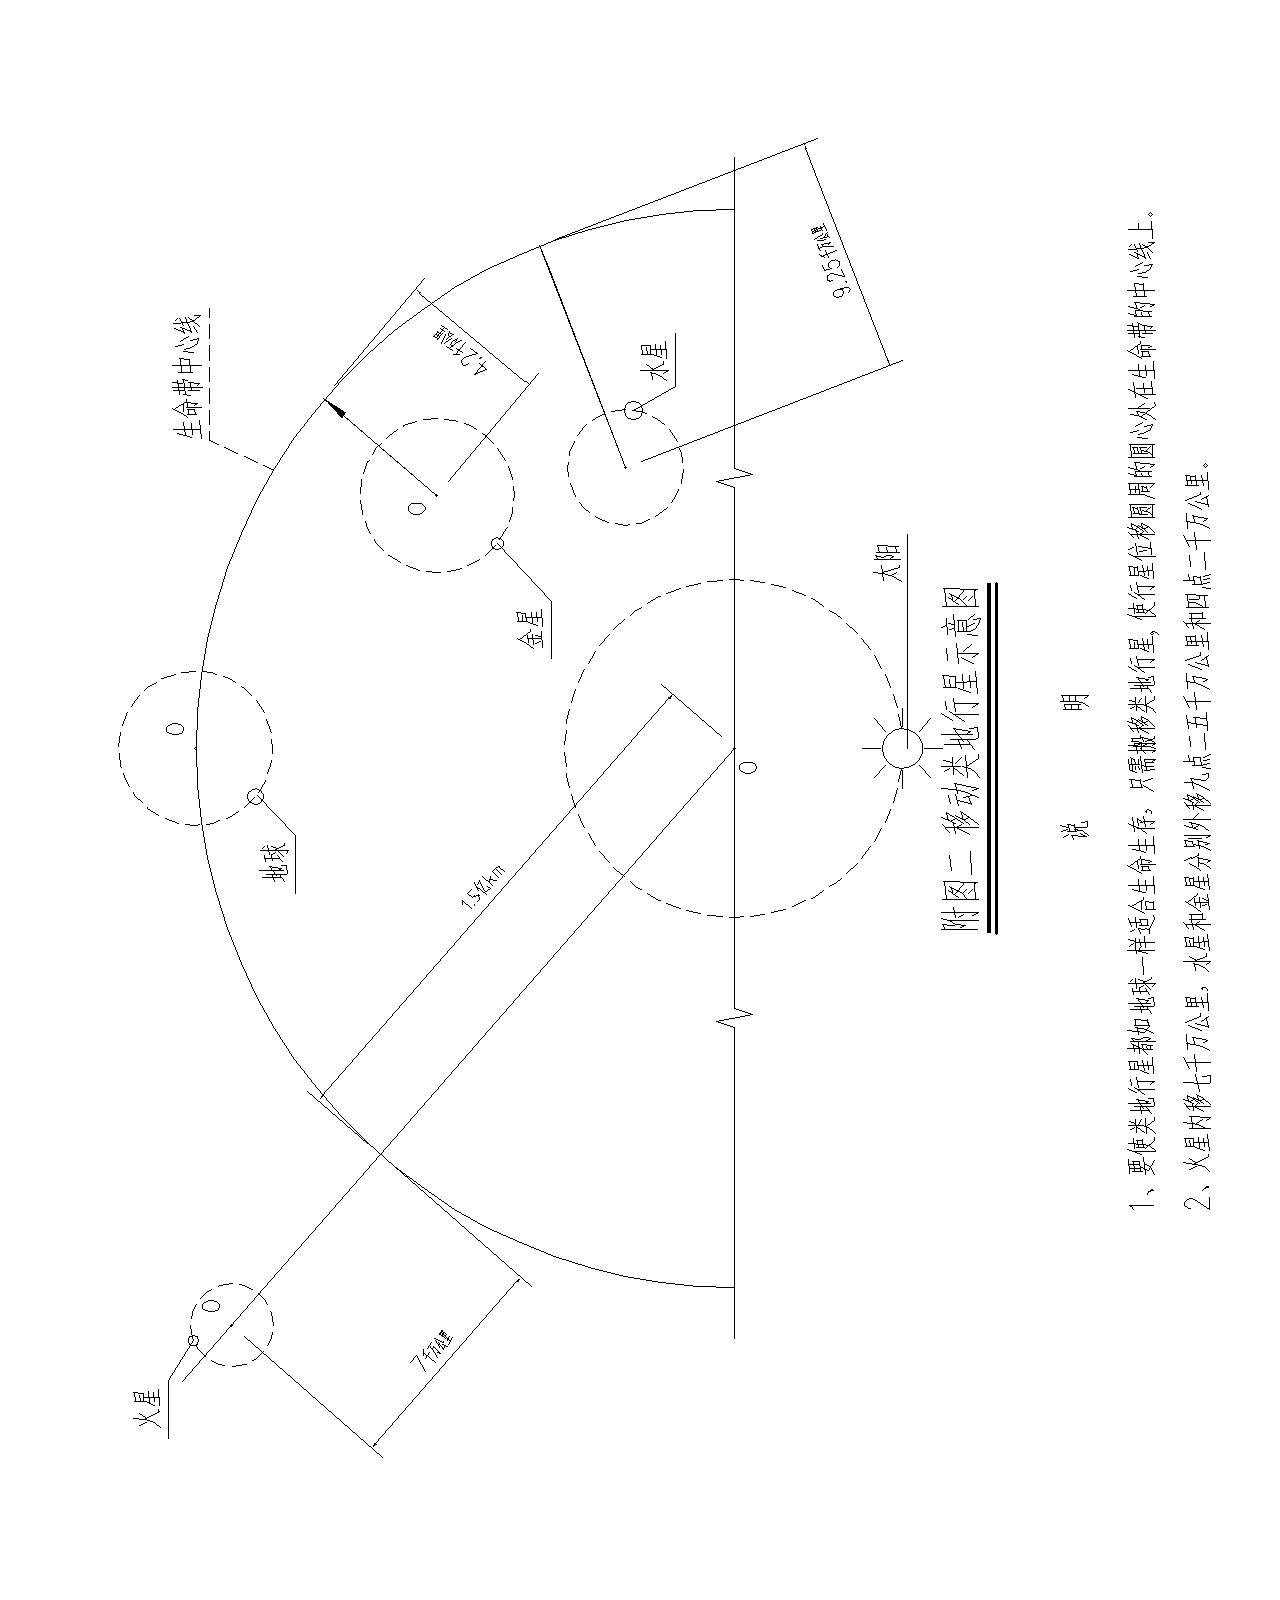 生命带中心线
水星
金星
地球
火星
太阳
4.2千万公里
9.25千万公里
1.5亿km
7千万公里
O
O
O
O
附图二 移动类地行星示意图
说 明
1、要使类地行星都如地球一样适合生命生存，只需搬移类地行星，使行星位移圆周的圆心处在生命带的中心线上。
2、火星内移七千万公里，水星和金星分别外移九点二五千万公里和四点二千万公里。